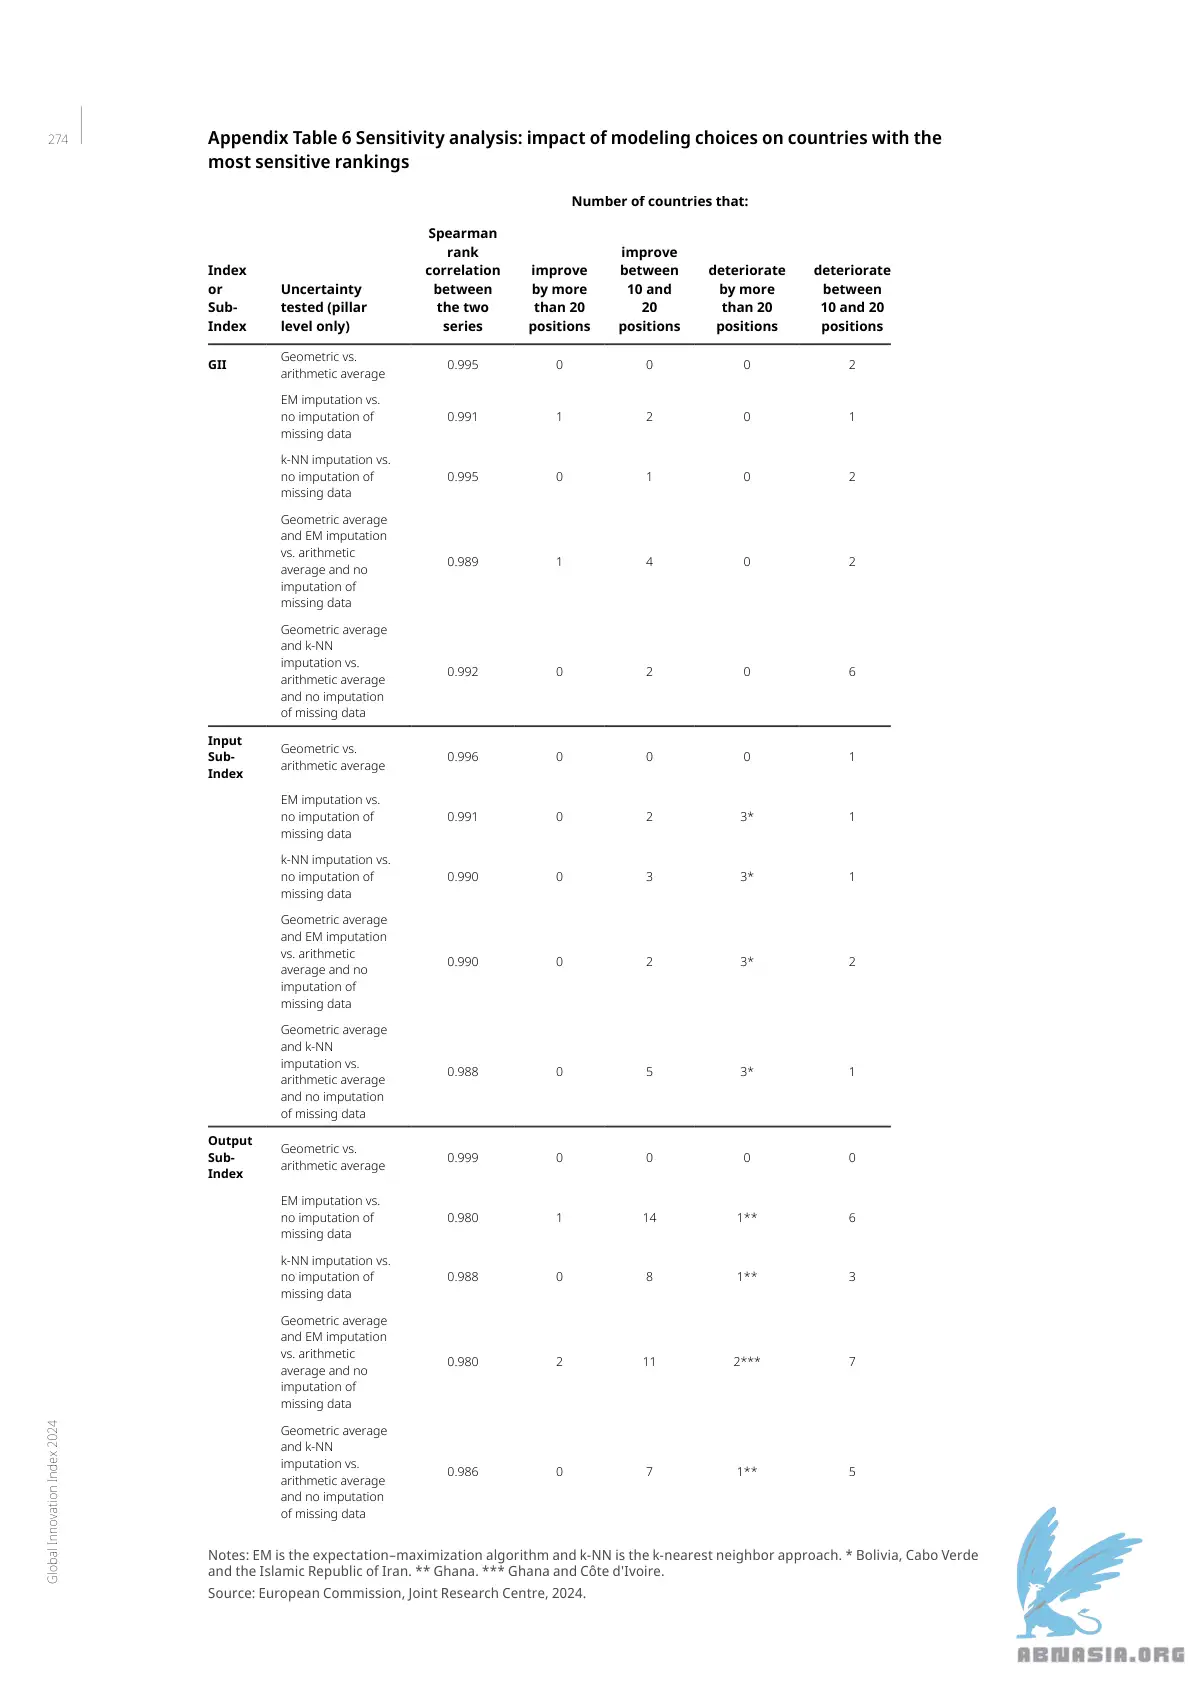 274
Appendix Table 6 Sensitivity analysis: impact of modeling choices on countries with the
most sensitive rankings
Number of countries that:
Index
or
Sub-
Index
Uncertainty
tested (pillar
level only)
Spearman
rank
correlation
between
the two
series
improve
by more
than 20
positions
improve
between
10 and
20
positions
deteriorate
by more
than 20
positions
deteriorate
between
10 and 20
positions
GII
Geometric vs.
arithmetic average
0.995 0 0 0 2
EM imputation vs.
no imputation of
missing data
0.991 1 2 0 1
k-NN imputation vs.
no imputation of
missing data
0.995 0 1 0 2
Geometric average
and EM imputation
vs. arithmetic
average and no
imputation of
missing data
0.989 1 4 0 2
Geometric average
and k-NN
imputation vs.
arithmetic average
and no imputation
of missing data
0.992 0 2 0 6
Input
Sub-
Index
Geometric vs.
arithmetic average
0.996 0 0 0 1
EM imputation vs.
no imputation of
missing data
0.991 0 2 3* 1
k-NN imputation vs.
no imputation of
missing data
0.990 0 3 3* 1
Geometric average
and EM imputation
vs. arithmetic
average and no
imputation of
missing data
0.990 0 2 3* 2
Geometric average
and k-NN
imputation vs.
arithmetic average
and no imputation
of missing data
0.988 0 5 3* 1
Output
Sub-
Index
Geometric vs.
arithmetic average
0.999 0 0 0 0
EM imputation vs.
no imputation of
missing data
0.980 1 14 1** 6
k-NN imputation vs.
no imputation of
missing data
0.988 0 8 1** 3
Geometric average
and EM imputation
vs. arithmetic
average and no
imputation of
missing data
0.980 2 11 2*** 7
Geometric average
and k-NN
imputation vs.
arithmetic average
and no imputation
of missing data
0.986 0 7 1** 5
Notes: EM is the expectation–maximization algorithm and k-NN is the k-nearest neighbor approach. * Bolivia, Cabo Verde
and the Islamic Republic of Iran. ** Ghana. *** Ghana and Côte d'Ivoire.
Source: European Commission, Joint Research Centre, 2024.
Global Innovation Index 2024
ABNASIA.ORG